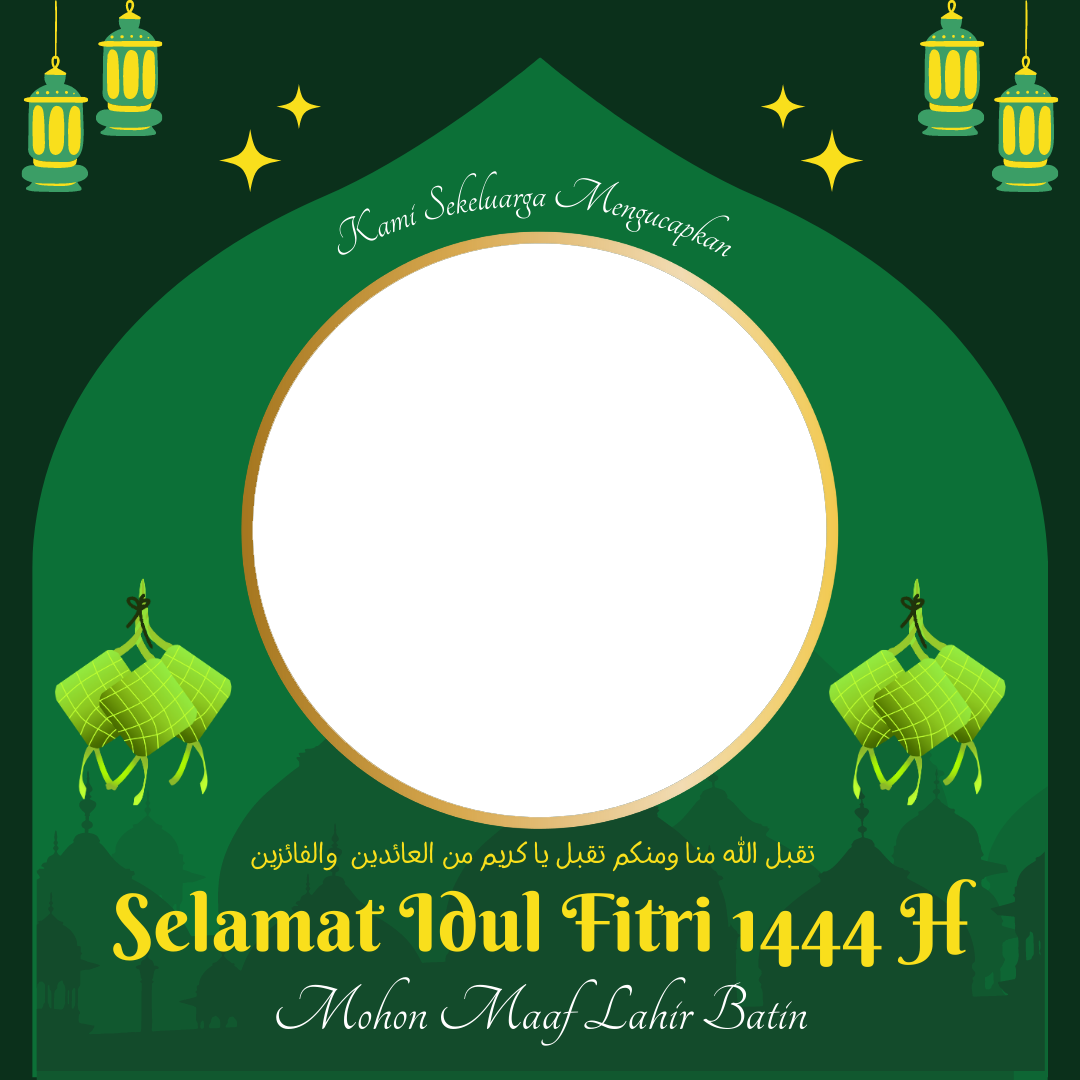 Kami Sekeluarga Mengucapkan
تقبل الله منا ومنكم تقبل يا كريم من العائدين والفائزين
Selamat Idul Fitri 1444 H
Mohon Maaf Lahir Batin